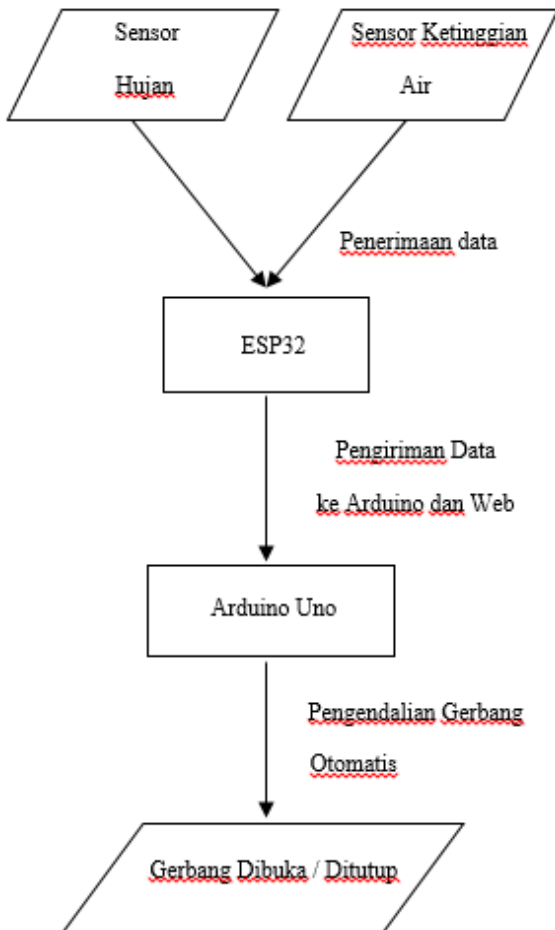 Sensor
Hujan
Sensor Ketinggian
Air
Penerimaan data
ESP32
Pengiriman Data
ke Arduino dan Web
Arduino Uno
Pengendalian Gerbang
Otomatis
Gerbang Dibuka / Ditutup